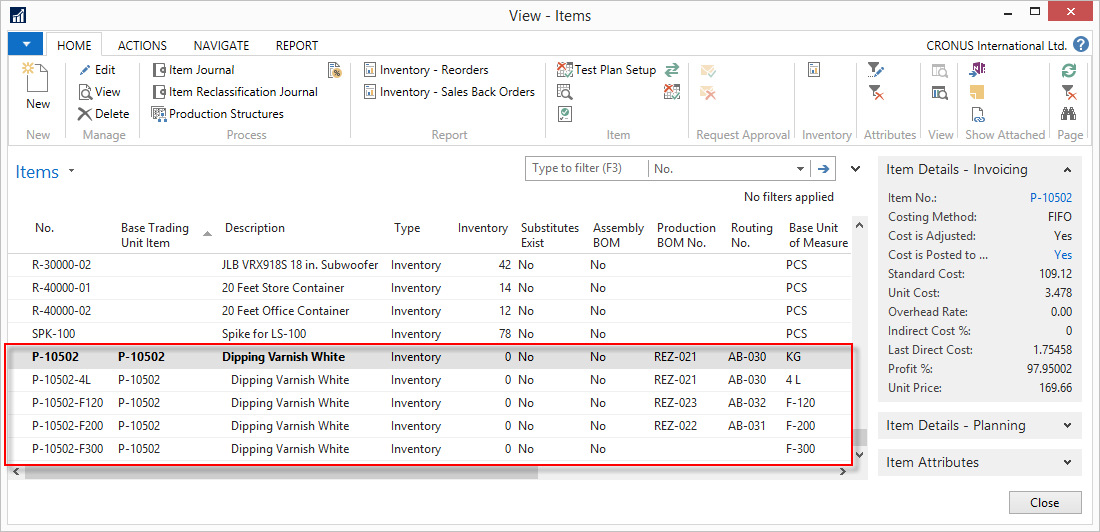 View - Items
HOME ACTIONS NAVIGATE REPORT CRONUS International Ltd. ?
New
Edit
View
Delete
Item Journal
Item Reclassification Journal
Production Structures
Inventory - Reorders
Inventory - Sales Back Orders
Test Plan Setup
New Manage Process Report Item Request Approval Inventory Attributes View Show Attached Page
Items
Type to filter (F3) No.
No filters applied
No. Base Trading Unit Item Description Type Inventory Substitutes Exist Assembly BOM Production BOM No. Routing No. Base Unit of Measure
R-30000-02 JLB VRX918S 18 in. Subwoofer Inventory 42 No No PCS
R-40000-01 20 Feet Store Container Inventory 14 No No PCS
R-40000-02 20 Feet Office Container Inventory 12 No No PCS
SPK-100 Spike for LS-100 Inventory 78 No No PCS
P-10502 P-10502 Dipping Varnish White Inventory 0 No No REZ-021 AB-030 KG
P-10502-4L P-10502 Dipping Varnish White Inventory 0 No No REZ-021 AB-030 4 L
P-10502-F120 P-10502 Dipping Varnish White Inventory 0 No No REZ-023 AB-032 F-120
P-10502-F200 P-10502 Dipping Varnish White Inventory 0 No No REZ-022 AB-031 F-200
P-10502-F300 P-10502 Dipping Varnish White Inventory 0 No No F-300
Item Details - Invoicing
Item No.: P-10502
Costing Method: FIFO
Cost is Adjusted: Yes
Cost is Posted to ... Yes
Standard Cost: 109.12
Unit Cost: 3.478
Overhead Rate: 0.00
Indirect Cost %: 0
Last Direct Cost: 1.75458
Profit %: 97.95002
Unit Price: 169.66
Item Details - Planning
Item Attributes
Close